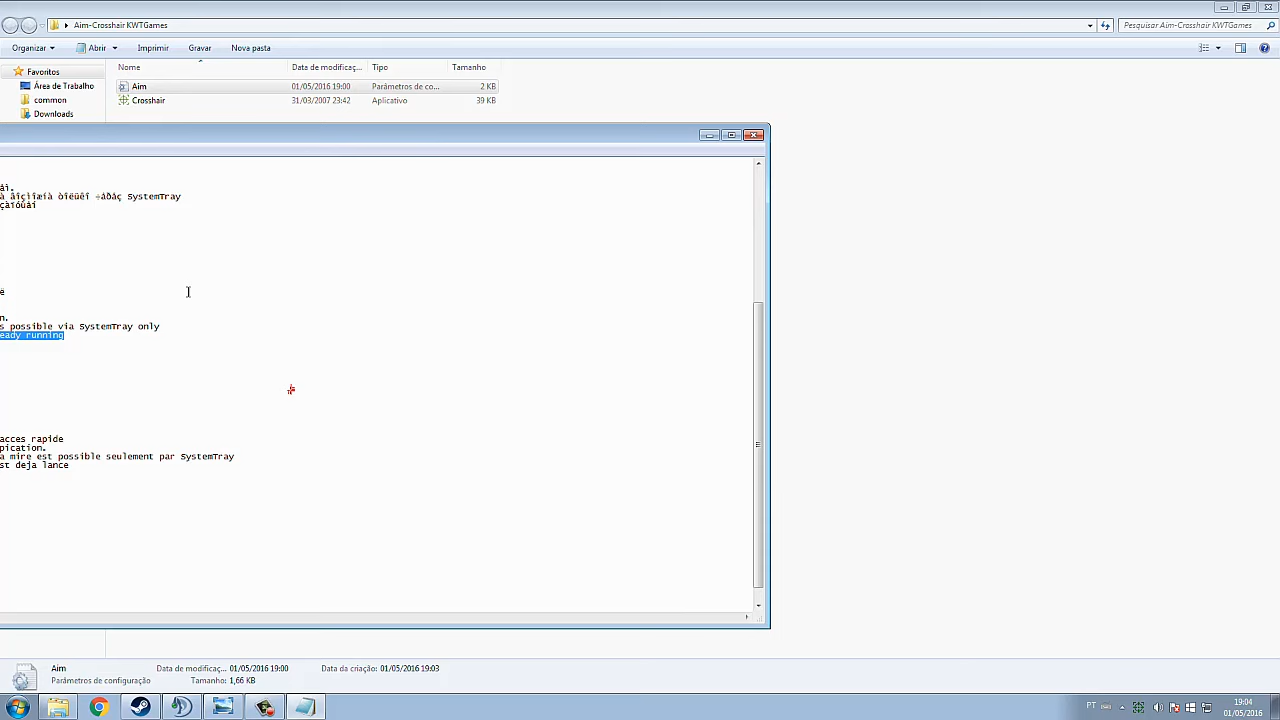 Aim-Crosshair KWTGames
Pesquisar Aim-Crosshair KWTGames
Organizar
Abrir
Imprimir
Gravar
Nova pasta
Favoritos
Área de Trabalho
common
Downloads
Nome
Data de modificaç...
Tipo
Tamanho
Aim
01/05/2016 19:00
Parâmetros de co...
2 KB
Crosshair
31/03/2007 23:42
Aplicativo
39 KB
SystemTray
s possible via SystemTray only
eady running
acces rapide
pication.
a mire est possible seulement par SystemTray
st deja lance
Aim
Data de modificaç... 01/05/2016 19:00
Data da criação: 01/05/2016 19:03
Parâmetros de configuração
Tamanho: 1,66 KB
PT
19:04
01/05/2016